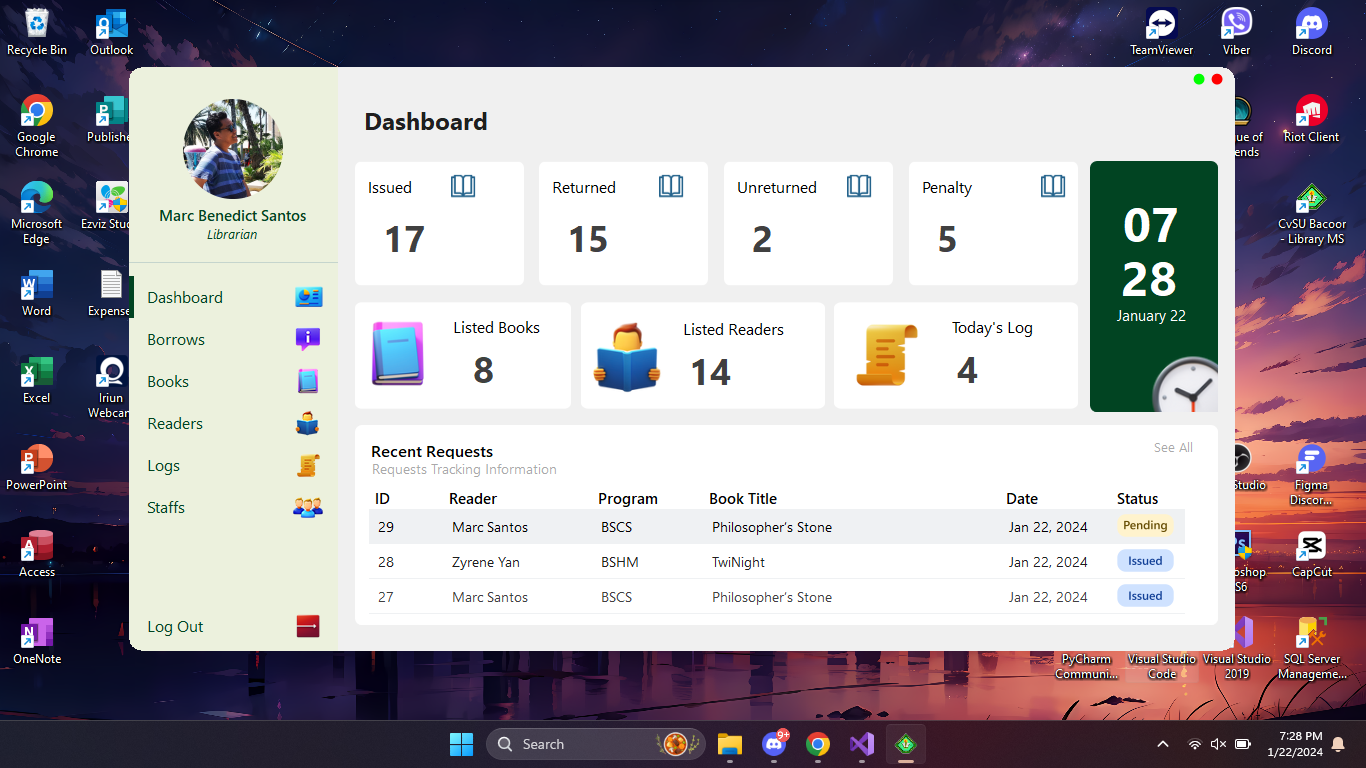 Recycle Bin
Outlook
TeamViewer
Viber
Discord
Google
Chrome
Publishe
ue of
ends
Riot Client
Microsoft
Edge
Ezviz Stud
CvSU Bacoor
- Library MS
Word
Expense
Excel
Iriun
Webcam
PowerPoint
Studio
Figma
Discor...
Access
oshop
S6
CapCut
OneNote
PyCharm
Communi...
Visual Studio
Code
Visual Studio
2019
SQL Server
Manageme...
Marc Benedict Santos
Librarian
Dashboard
Borrows
Books
Readers
Logs
Staffs
Log Out
Dashboard
Issued
17
Returned
15
Unreturned
2
Penalty
5
07
28
January 22
Listed Books
8
Listed Readers
14
Today's Log
4
Recent Requests
See All
Requests Tracking Information
ID Reader Program Book Title Date Status
29 Marc Santos BSCS Philosopher's Stone Jan 22, 2024 Pending
28 Zyrene Yan BSHM TwiNight Jan 22, 2024 Issued
27 Marc Santos BSCS Philosopher's Stone Jan 22, 2024 Issued
Search
9+
7:28 PM
1/22/2024